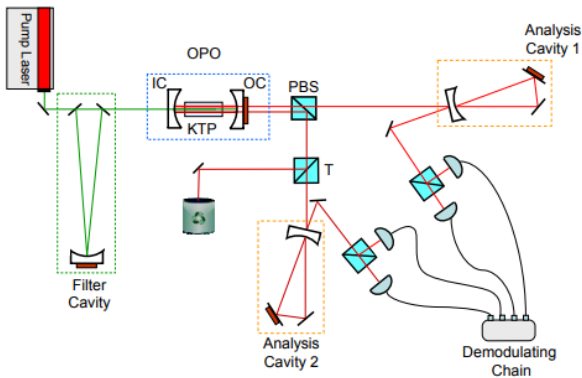 Pump Laser
OPO
IC
OC
KTP
PBS
Analysis
Cavity 1
T
Filter
Cavity
Analysis
Cavity 2
Demodulating
Chain